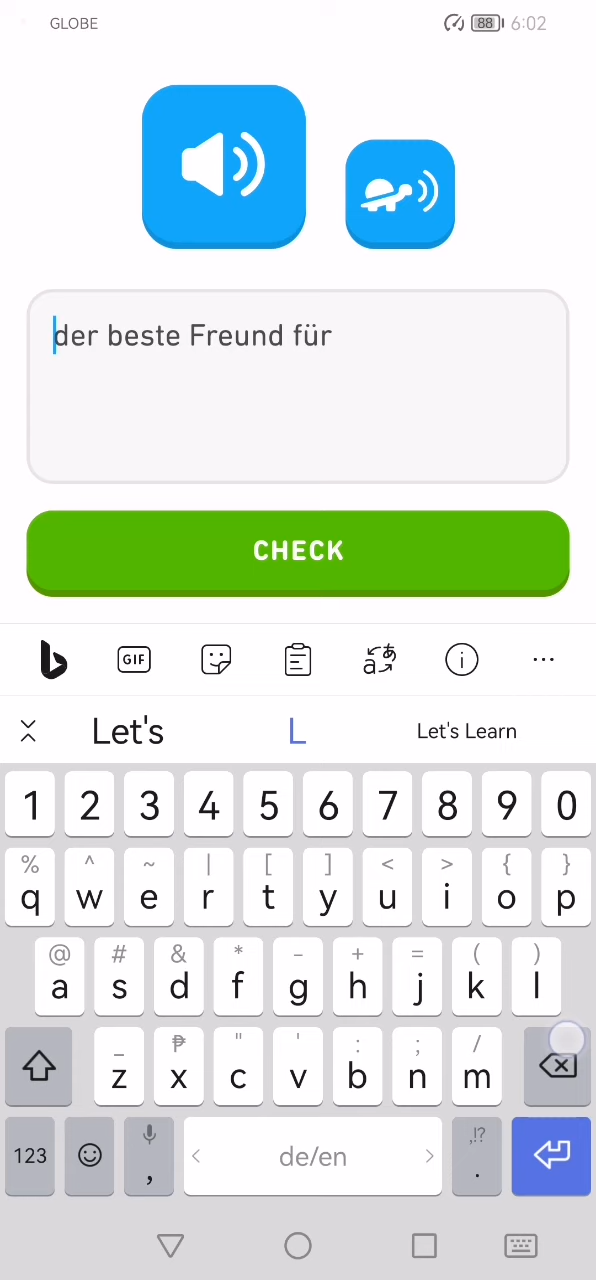 GLOBE 88 6:02
der beste Freund für
CHECK
GIF
Let's L Let's Learn
1 2 3 4 5 6 7 8 9 0
% ^ ~ | [ ] < > { }
q w e r t y u i o p
@ # & * - + = ( )
a s d f g h j k l
_ ₱ " ' : ; /
z x c v b n m
123 , < de/en > ,!? .